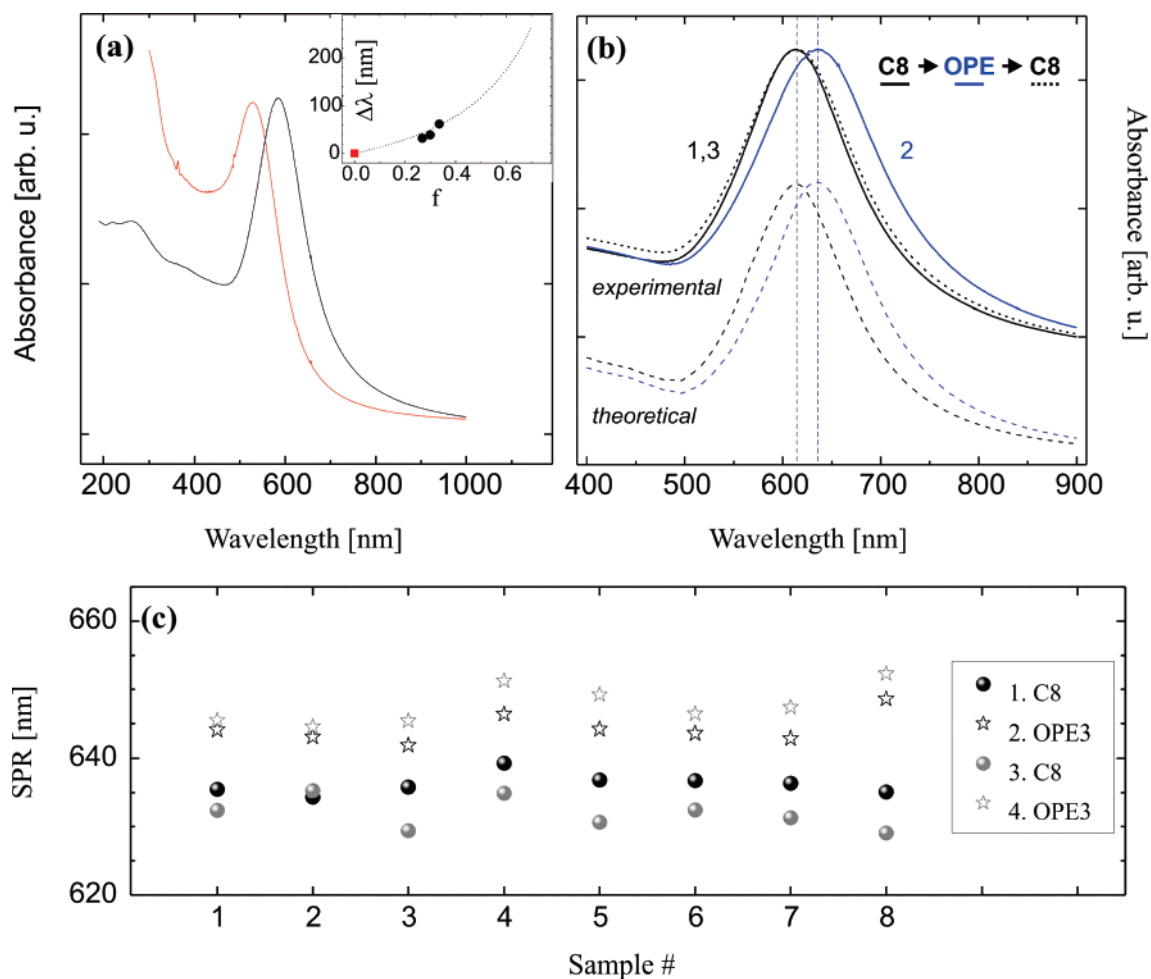 (a)
Absorbance [arb. u.]
200 400 600 800 1000
Wavelength [nm]
Δλ [nm]
200
100
0
0.0 0.2 0.4 0.6
f
(b)
C8 → OPE → C8
1,3
2
experimental
theoretical
Absorbance [arb. u.]
400 500 600 700 800 900
Wavelength [nm]
(c)
SPR [nm]
660
640
620
1 2 3 4 5 6 7 8
Sample #
1. C8
2. OPE3
3. C8
4. OPE3